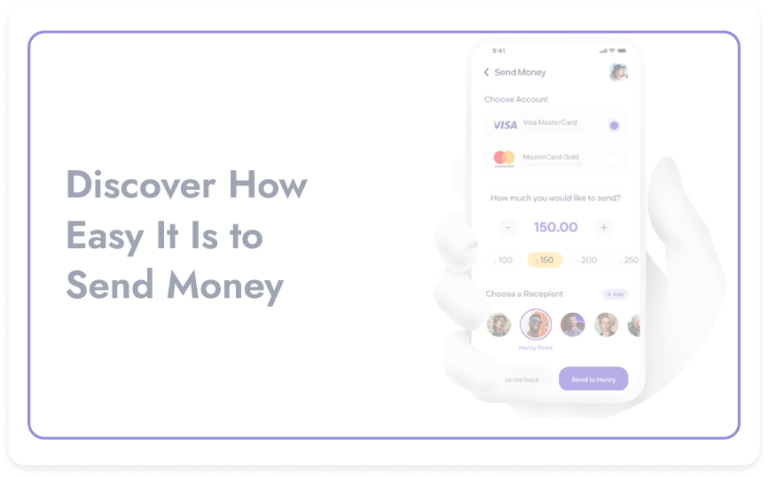 Discover How
Easy It Is to
Send Money
9:41
Send Money
Choose Account
VISA
Visa MasterCard
MasterCard Gold
How much you would like to send?
- 150.00 +
100 150 200 250
Choose a Recepient
+ Add
Henry Reed
me back
Send to Henry